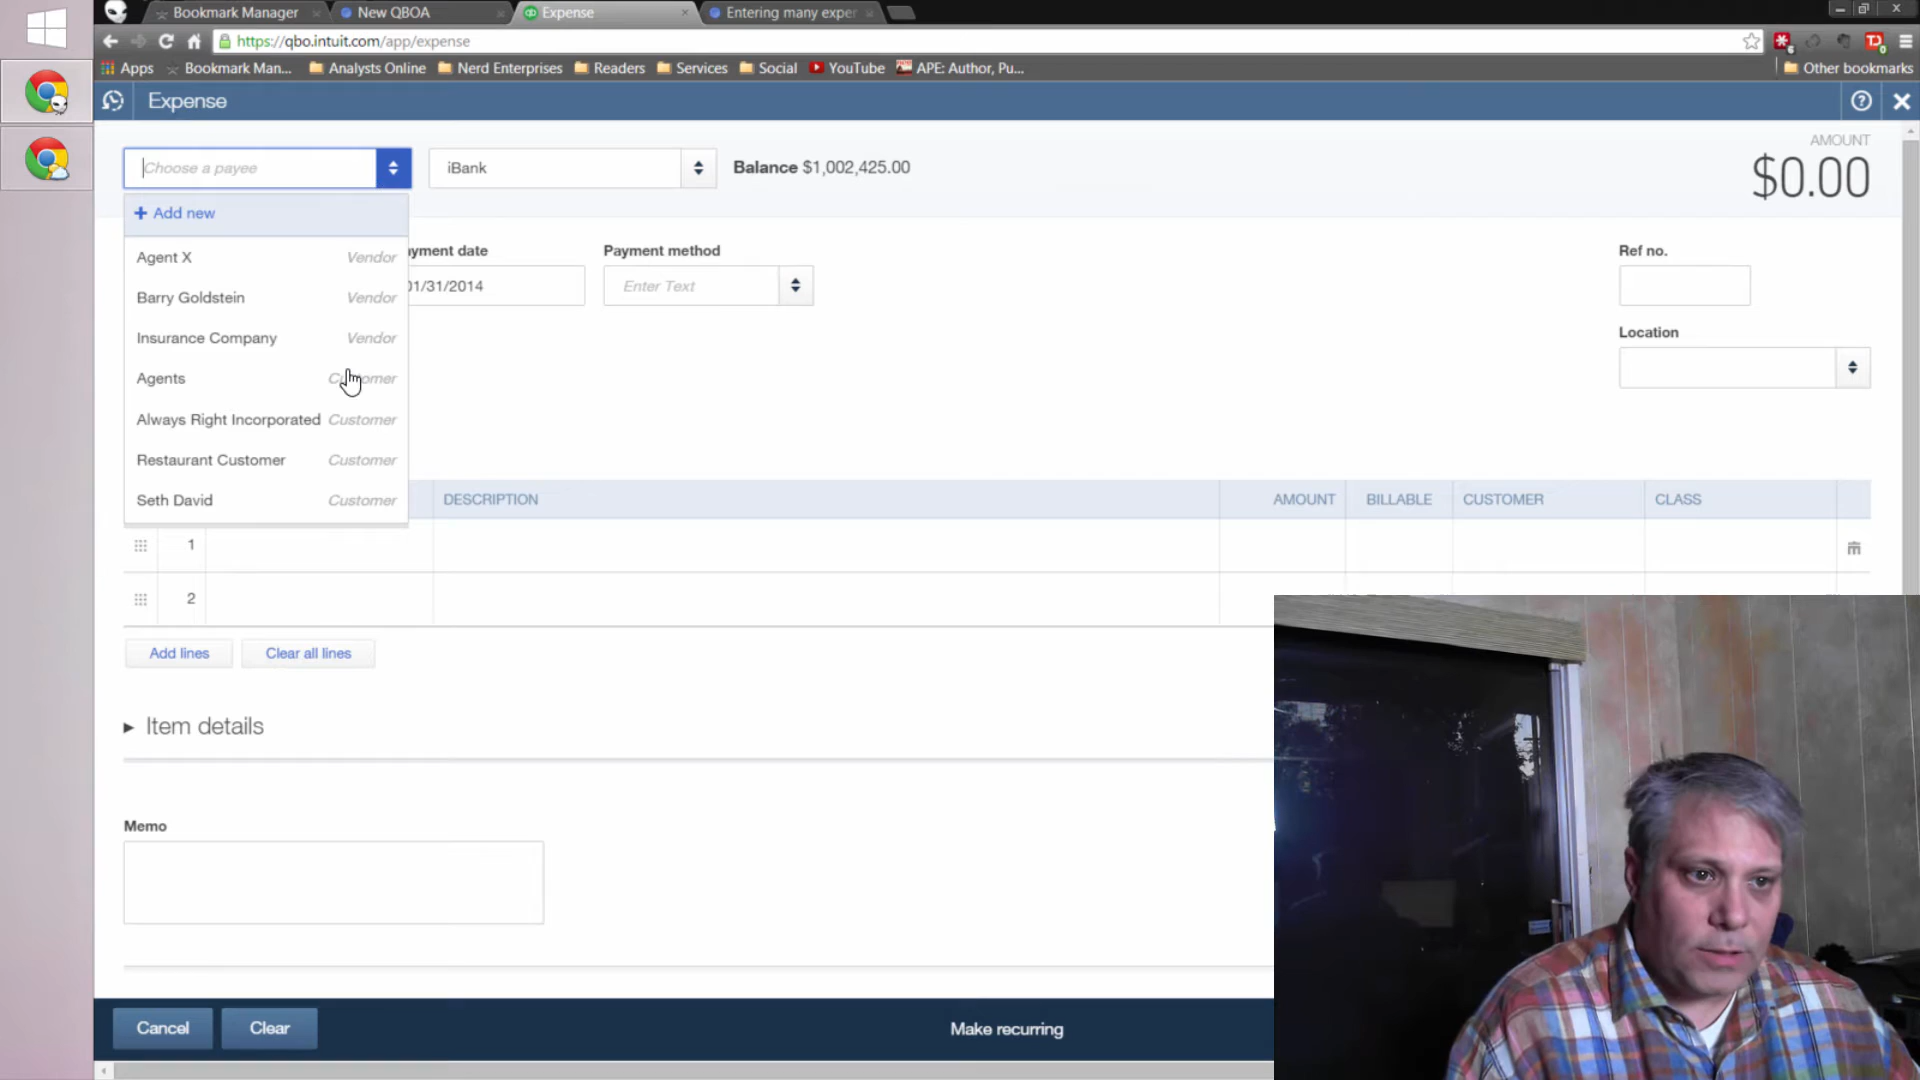 Bookmark Manager
New QBOA
Expense
Entering many exper
https://qbo.intuit.com/app/expense
Apps
Bookmark Man...
Analysts Online
Nerd Enterprises
Readers
Services
Social
YouTube
APE: Author, Pu...
Other bookmarks
Expense
Choose a payee
iBank
Balance $1,002,425.00
AMOUNT
$0.00
+ Add new
Agent X Vendor
Barry Goldstein Vendor
Insurance Company Vendor
Agents Customer
Always Right Incorporated Customer
Restaurant Customer Customer
Seth David Customer
yment date
01/31/2014
Payment method
Enter Text
Ref no.
Location
DESCRIPTION AMOUNT BILLABLE CUSTOMER CLASS
1
2
Add lines
Clear all lines
Item details
Memo
Cancel
Clear
Make recurring